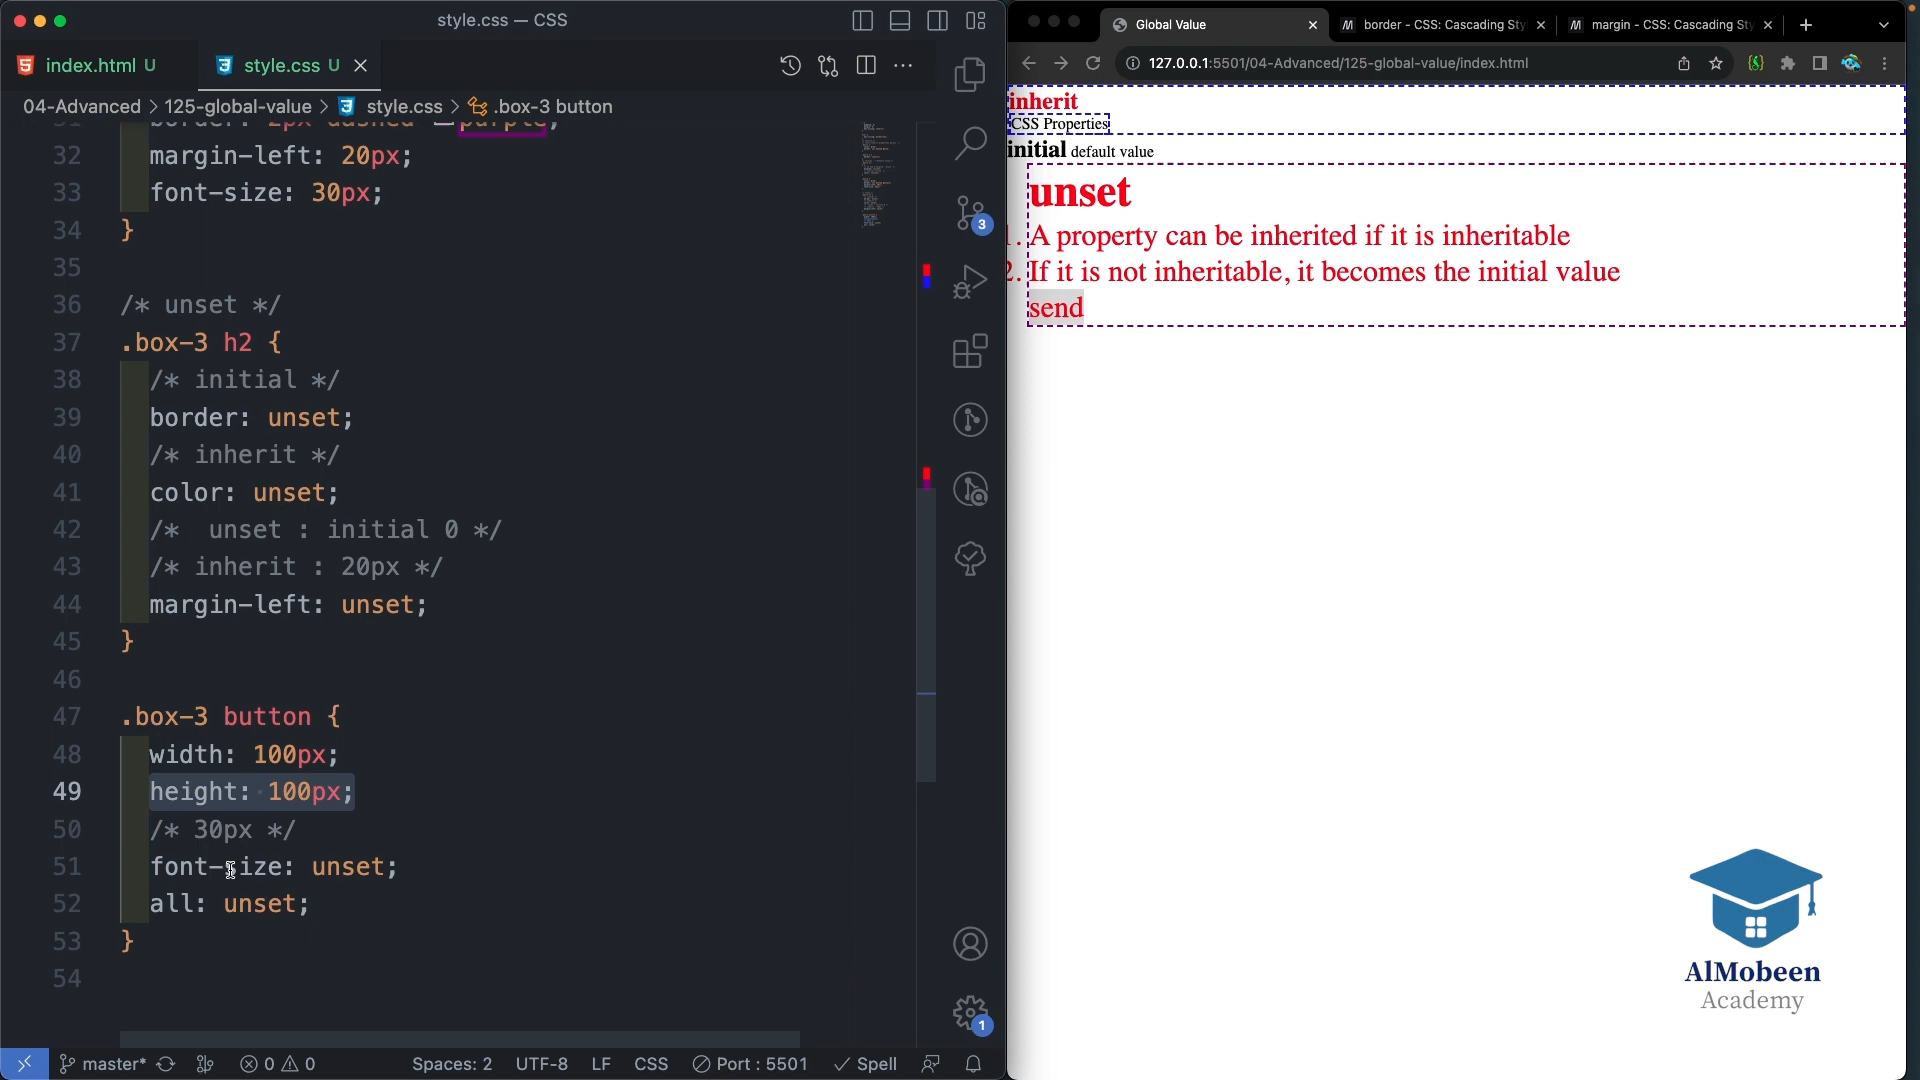 style.css — CSS
index.html U
style.css U
04-Advanced > 125-global-value > style.css > .box-3 button
31 border: 2px dashed purple;
32 margin-left: 20px;
33 font-size: 30px;
34 }
35
36 /* unset */
37 .box-3 h2 {
38 /* initial */
39 border: unset;
40 /* inherit */
41 color: unset;
42 /*  unset : initial 0 */
43 /* inherit : 20px */
44 margin-left: unset;
45 }
46
47 .box-3 button {
48 width: 100px;
49 height: 100px;
50 /* 30px */
51 font-size: unset;
52 all: unset;
53 }
54
3
1
master*
0 0
Spaces: 2
UTF-8
LF
CSS
Port : 5501
Spell
Global Value
border - CSS: Cascading Sty
margin - CSS: Cascading Sty
127.0.0.1:5501/04-Advanced/125-global-value/index.html
inherit
CSS Properties
initial default value
unset
1. A property can be inherited if it is inheritable
2. If it is not inheritable, it becomes the initial value
send
AlMobeen
Academy